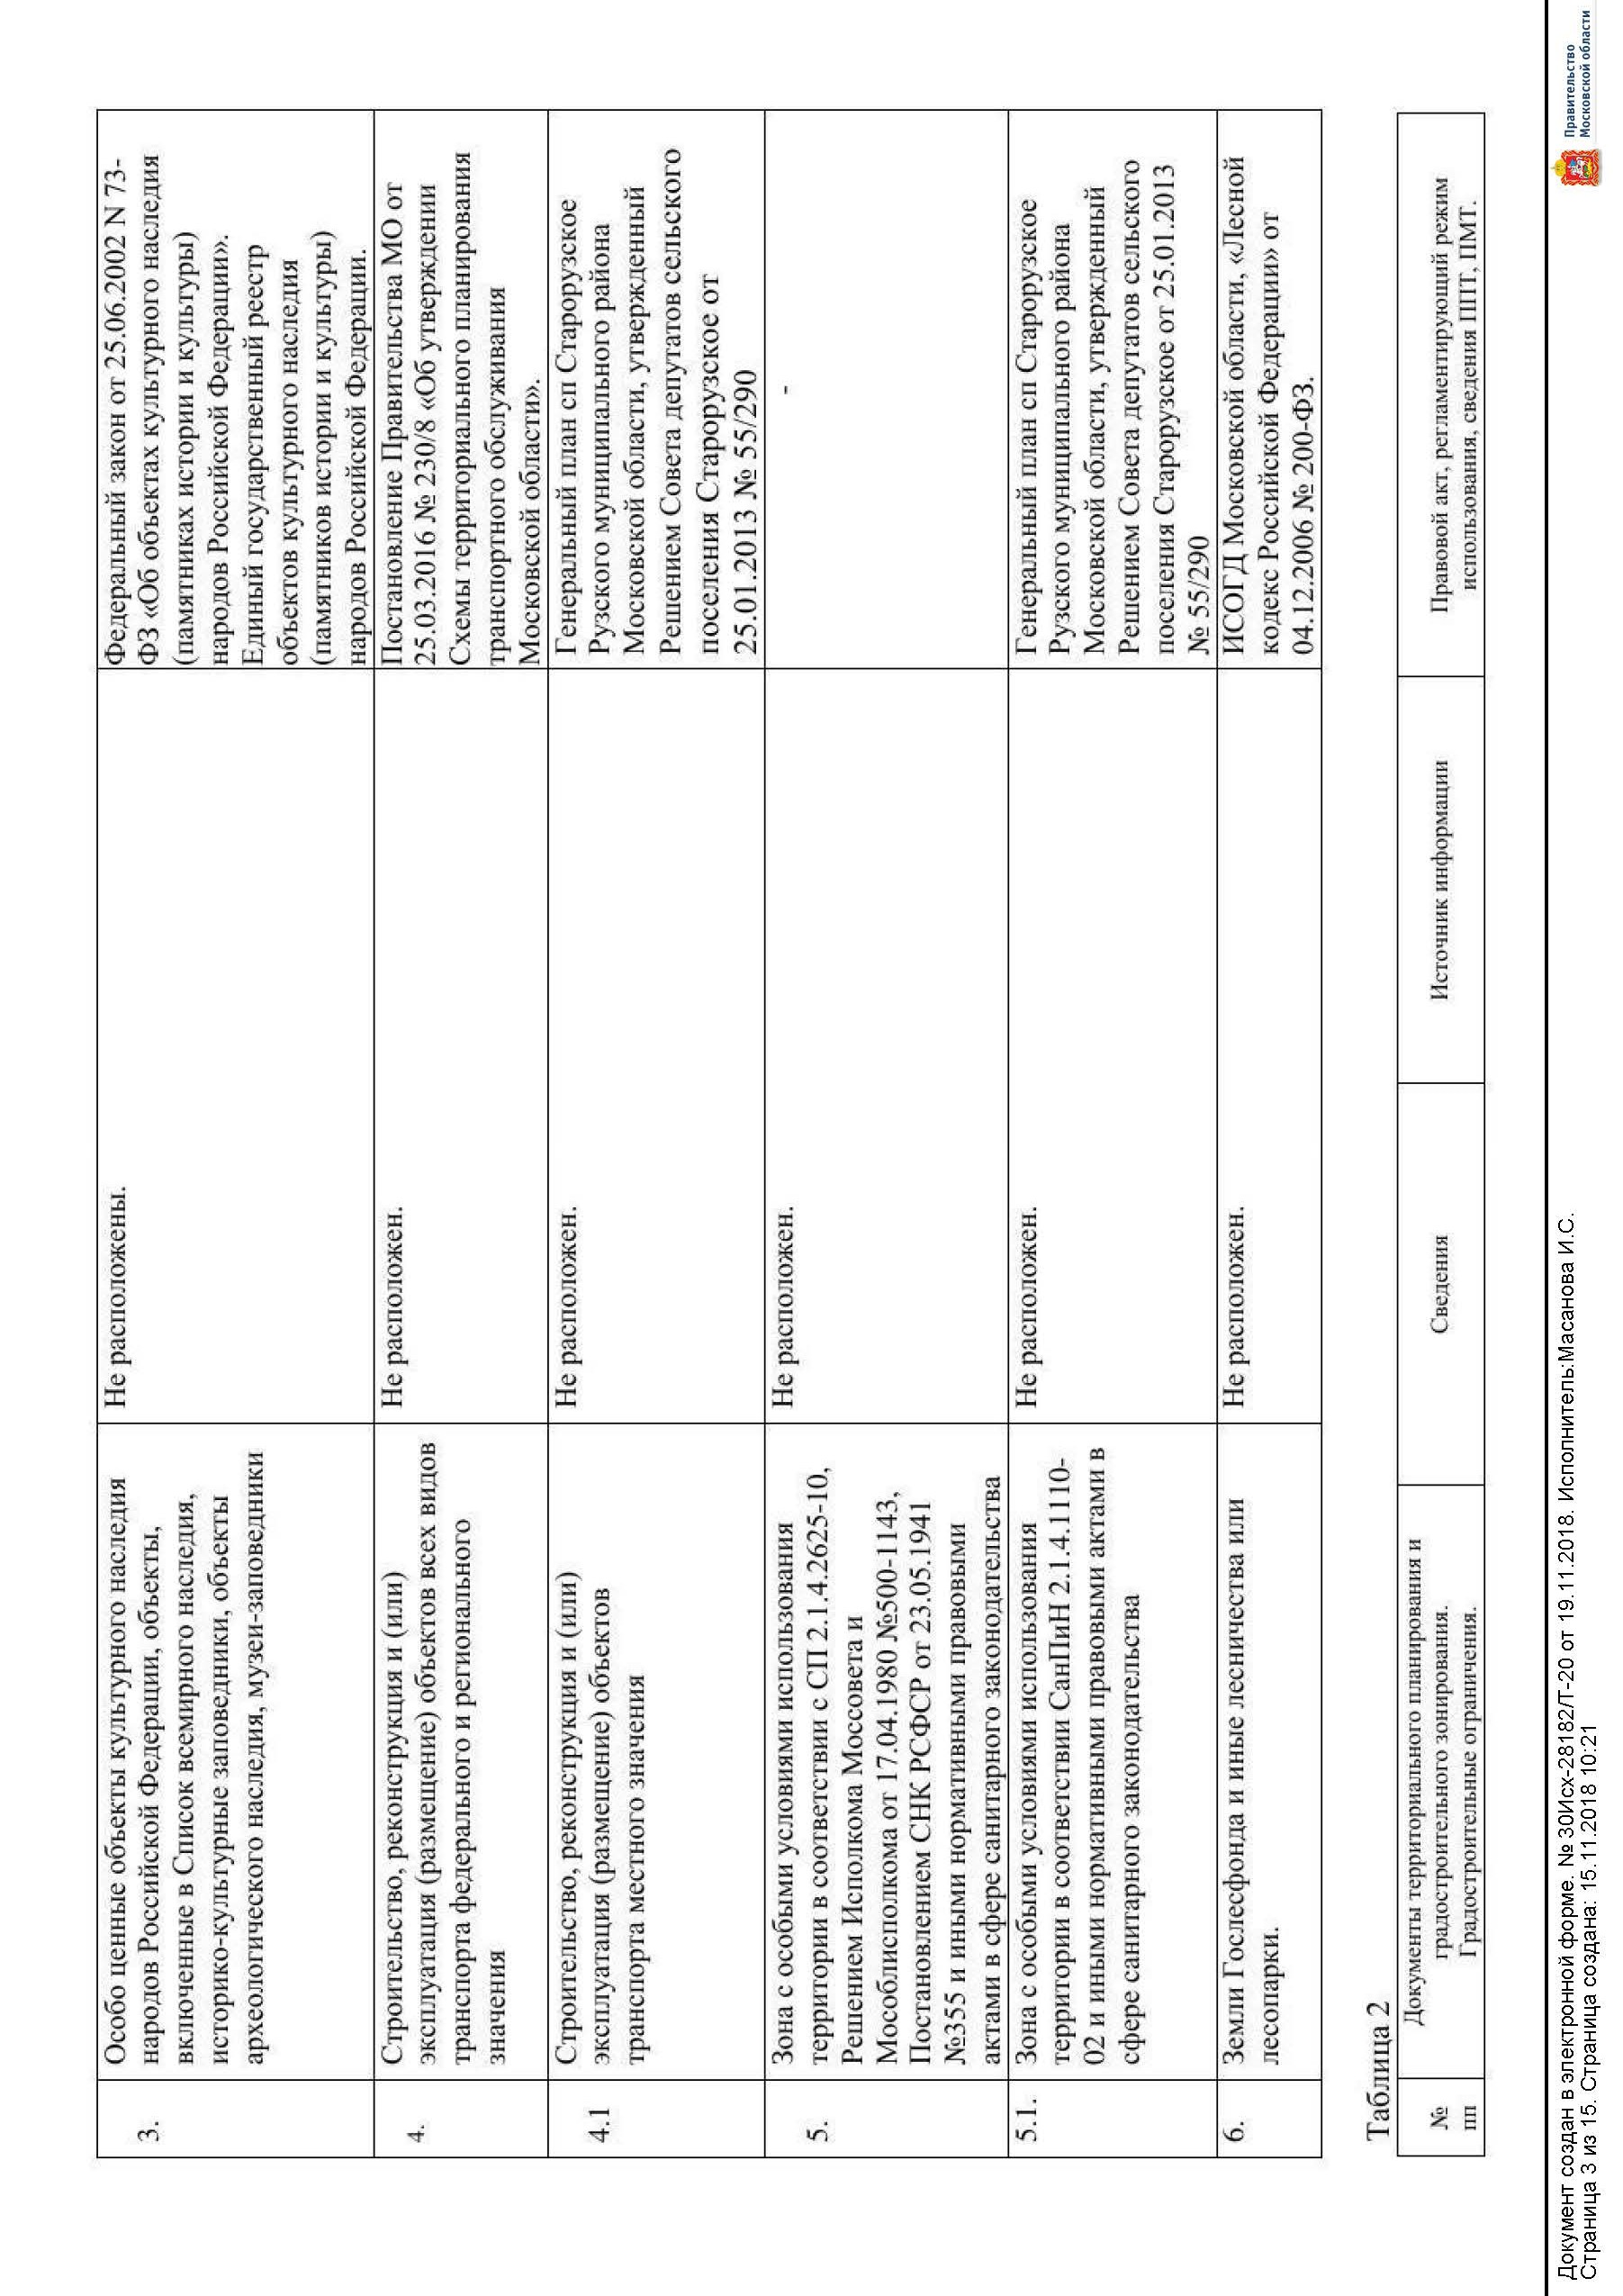 3.
Особо ценные объекты культурного наследия
народов Российской Федерации, объекты,
включенные в Список всемирного наследия,
историко-культурные заповедники, объекты
археологического наследия, музеи-заповедники
Не расположены.
Федеральный закон от 25.06.2002 N 73-
ФЗ «Об объектах культурного наследия
(памятниках истории и культуры)
народов Российской Федерации».
Единый государственный реестр
объектов культурного наследия
(памятников истории и культуры)
народов Российской Федерации.
4.
Строительство, реконструкция и (или)
эксплуатация (размещение) объектов всех видов
транспорта федерального и регионального
значения
Не расположен.
Постановление Правительства МО от
25.03.2016 № 230/8 «Об утверждении
Схемы территориального планирования
транспортного обслуживания
Московской области».
4.1
Строительство, реконструкция и (или)
эксплуатация (размещение) объектов
транспорта местного значения
Не расположен.
Генеральный план сп Старорузское
Рузского муниципального района
Московской области, утвержденный
Решением Совета депутатов сельского
поселения Старорузское от
25.01.2013 № 55/290
5.
Зона с особыми условиями использования
территории в соответствии с СП 2.1.4.2625-10,
Решением Исполкома Моссовета и
Мособлисполкома от 17.04.1980 №500-1143,
Постановлением СНК РСФСР от 23.05.1941
№355 и иными нормативными правовыми
актами в сфере санитарного законодательства
Не расположен.
-
5.1.
Зона с особыми условиями использования
территории в соответствии СанПиН 2.1.4.1110-
02 и иными нормативными правовыми актами в
сфере санитарного законодательства
Не расположен.
Генеральный план сп Старорузское
Рузского муниципального района
Московской области, утвержденный
Решением Совета депутатов сельского
поселения Старорузское от 25.01.2013
№ 55/290
6.
Земли Гослесфонда и иные лесничества или
лесопарки.
Не расположен.
ИСОГД Московской области, «Лесной
кодекс Российской Федерации» от
04.12.2006 № 200-ФЗ.
Таблица 2
№
пп
Документы территориального планирования и
градостроительного зонирования.
Градостроительные ограничения.
Сведения
Источник информации
Правовой акт, регламентирующий режим
использования, сведения ППТ, ПМТ.
Документ создан в электронной форме. № 30Исх-28182/Т-20 от 19.11.2018. Исполнитель:Масанова И.С.
Страница 3 из 15. Страница создана: 15.11.2018 10:21
Правительство
Московской области